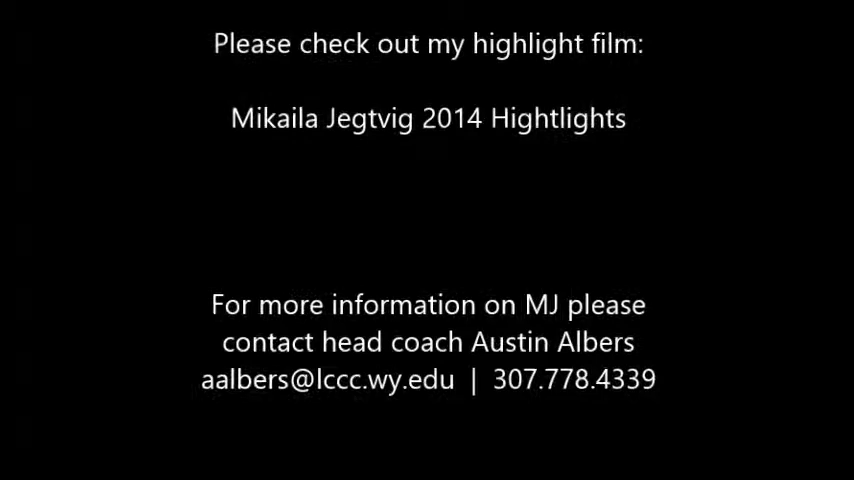 Please check out my highlight film:
Mikaila Jegtvig 2014 Hightlights
For more information on MJ please
contact head coach Austin Albers
aalbers@lccc.wy.edu | 307.778.4339